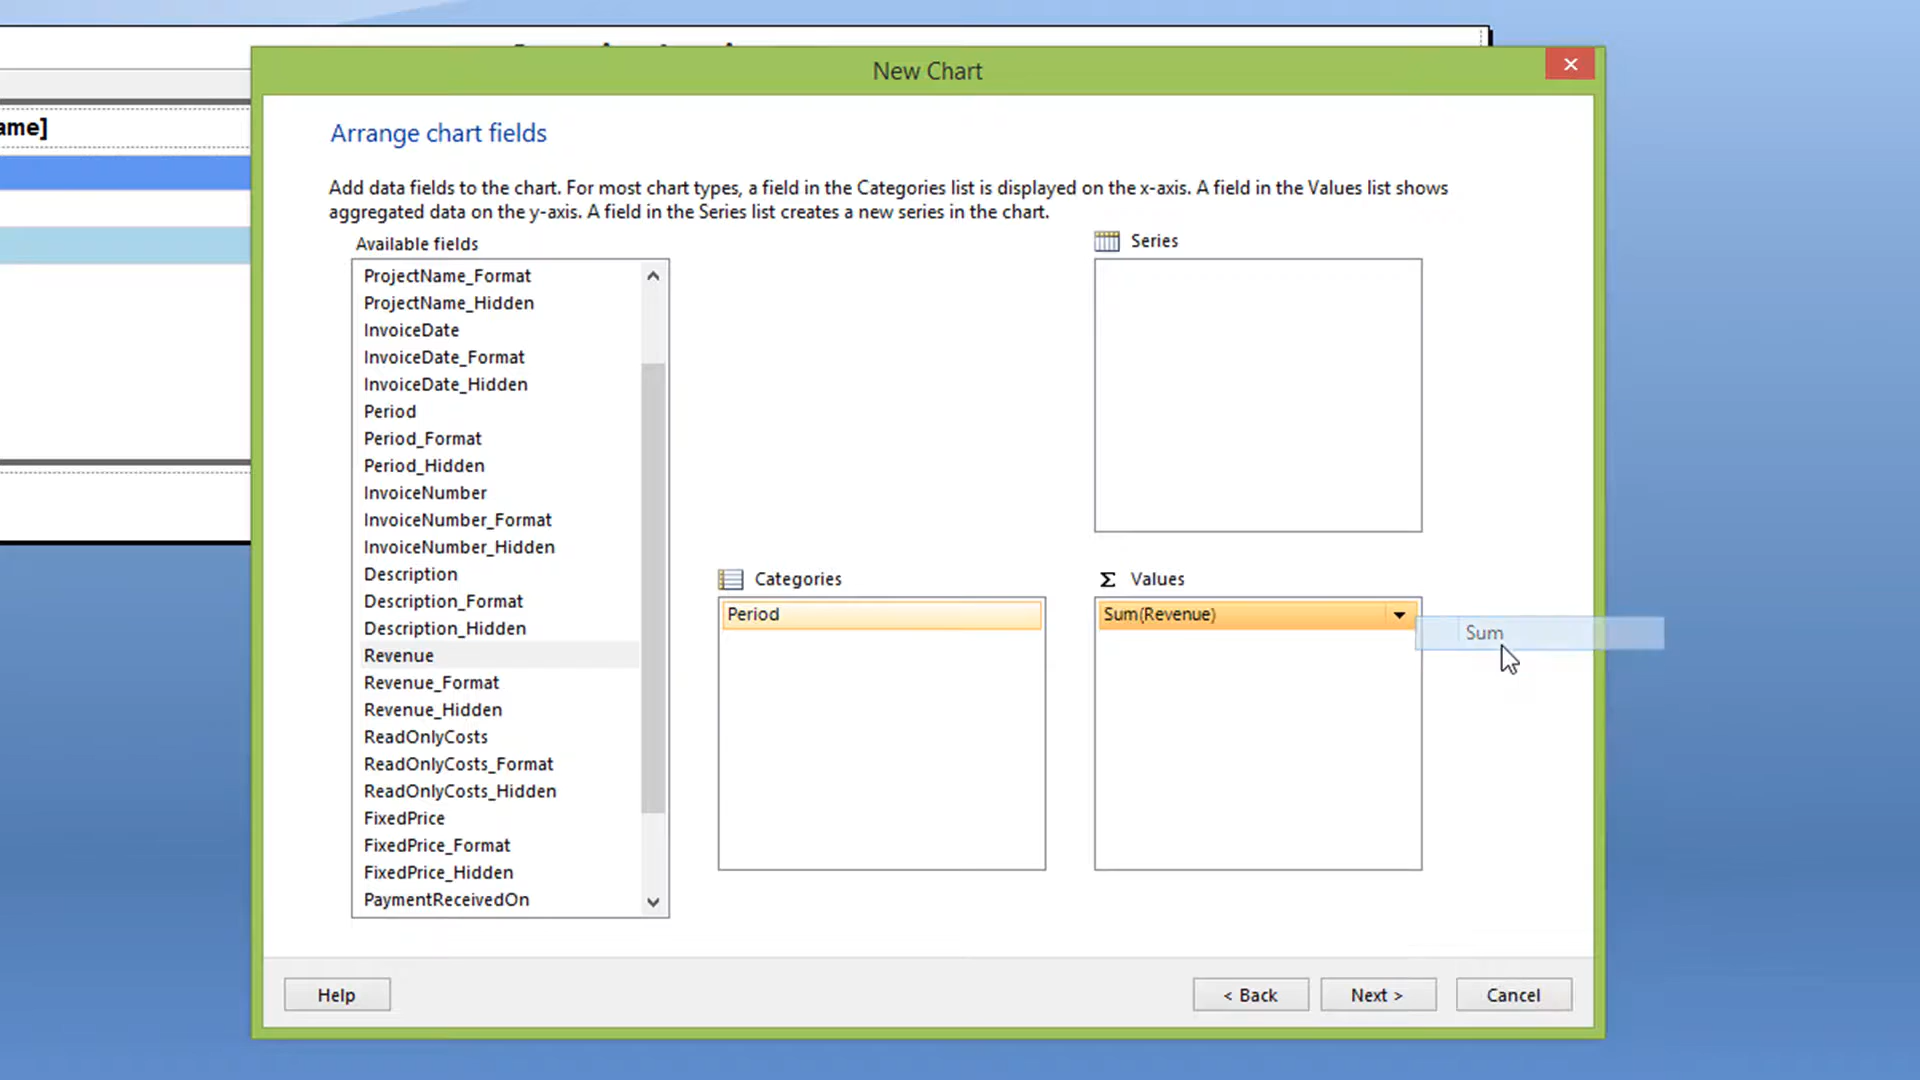 New Chart
ame]
Arrange chart fields
Add data fields to the chart. For most chart types, a field in the Categories list is displayed on the x-axis. A field in the Values list shows
aggregated data on the y-axis. A field in the Series list creates a new series in the chart.
Available fields
ProjectName_Format
ProjectName_Hidden
InvoiceDate
InvoiceDate_Format
InvoiceDate_Hidden
Period
Period_Format
Period_Hidden
InvoiceNumber
InvoiceNumber_Format
InvoiceNumber_Hidden
Description
Description_Format
Description_Hidden
Revenue
Revenue_Format
Revenue_Hidden
ReadOnlyCosts
ReadOnlyCosts_Format
ReadOnlyCosts_Hidden
FixedPrice
FixedPrice_Format
FixedPrice_Hidden
PaymentReceivedOn
Series
Categories
Period
Σ Values
Sum(Revenue)
Sum
Help
< Back
Next >
Cancel